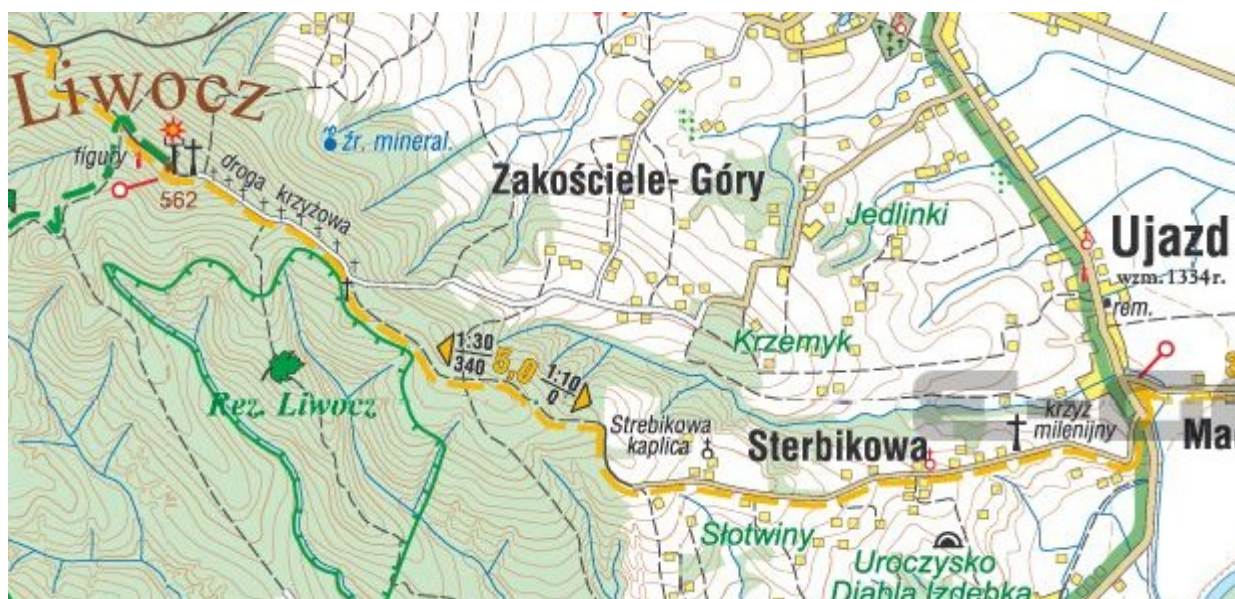 Liwocz
figury
562
droga krzyżowa
źr. mineral.
Zakościele- Góry
Jedlinki
Ujazd
wzm. 1334 r.
rem.
Krzemyk
1:30
340
5,0
1:10
0
Rez. Liwocz
Strebikowa
kaplica
Sterbikowa
krzyż
milenijny
Słotwiny
Uroczysko
Diabla Izdebka